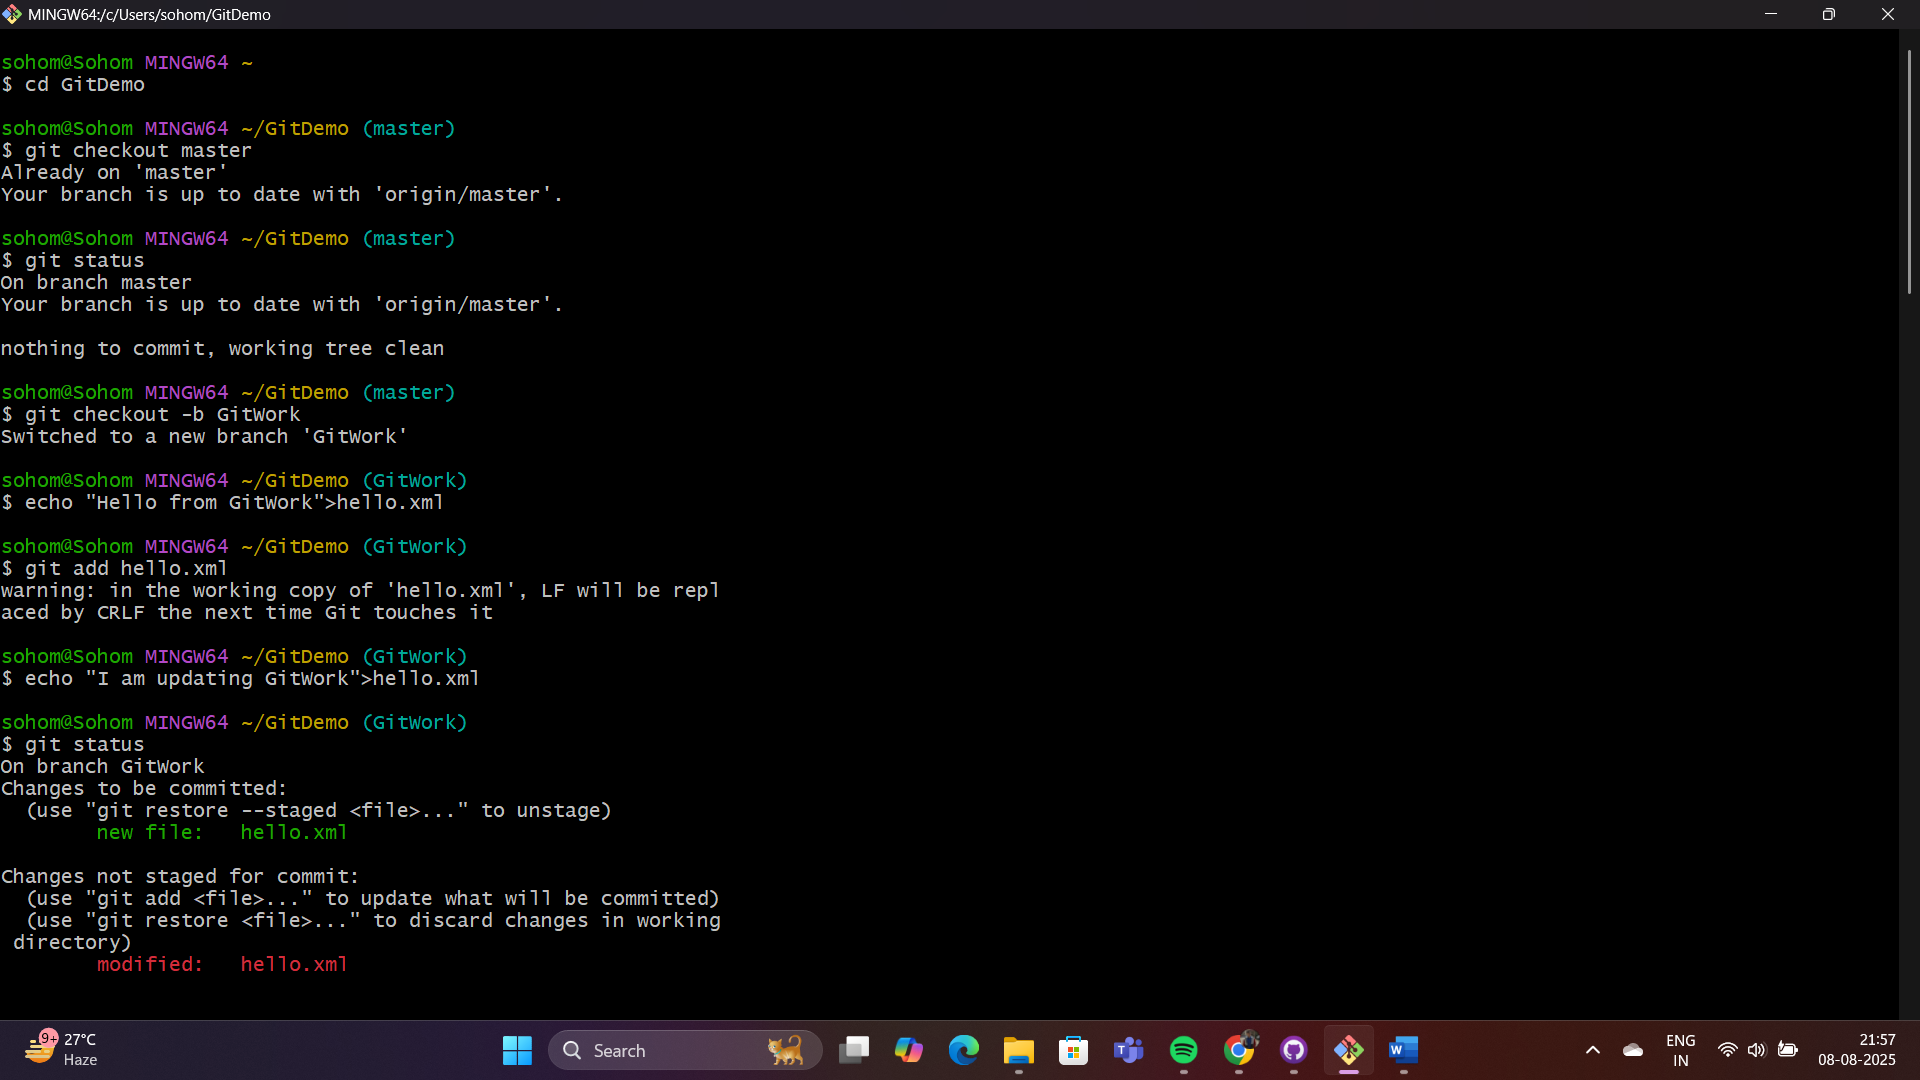 MINGW64:/c/Users/sohom/GitDemo
sohom@Sohom MINGW64 ~
$ cd GitDemo
sohom@Sohom MINGW64 ~/GitDemo (master)
$ git checkout master
Already on 'master'
Your branch is up to date with 'origin/master'.
sohom@Sohom MINGW64 ~/GitDemo (master)
$ git status
On branch master
Your branch is up to date with 'origin/master'.
nothing to commit, working tree clean
sohom@Sohom MINGW64 ~/GitDemo (master)
$ git checkout -b GitWork
Switched to a new branch 'GitWork'
sohom@Sohom MINGW64 ~/GitDemo (GitWork)
$ echo "Hello from GitWork">hello.xml
sohom@Sohom MINGW64 ~/GitDemo (GitWork)
$ git add hello.xml
warning: in the working copy of 'hello.xml', LF will be repl
aced by CRLF the next time Git touches it
sohom@Sohom MINGW64 ~/GitDemo (GitWork)
$ echo "I am updating GitWork">hello.xml
sohom@Sohom MINGW64 ~/GitDemo (GitWork)
$ git status
On branch GitWork
Changes to be committed:
  (use "git restore --staged <file>..." to unstage)
        new file:   hello.xml
Changes not staged for commit:
  (use "git add <file>..." to update what will be committed)
  (use "git restore <file>..." to discard changes in working
 directory)
        modified:   hello.xml
9+
27°C
Haze
Search
T
W
ENG
IN
21:57
08-08-2025